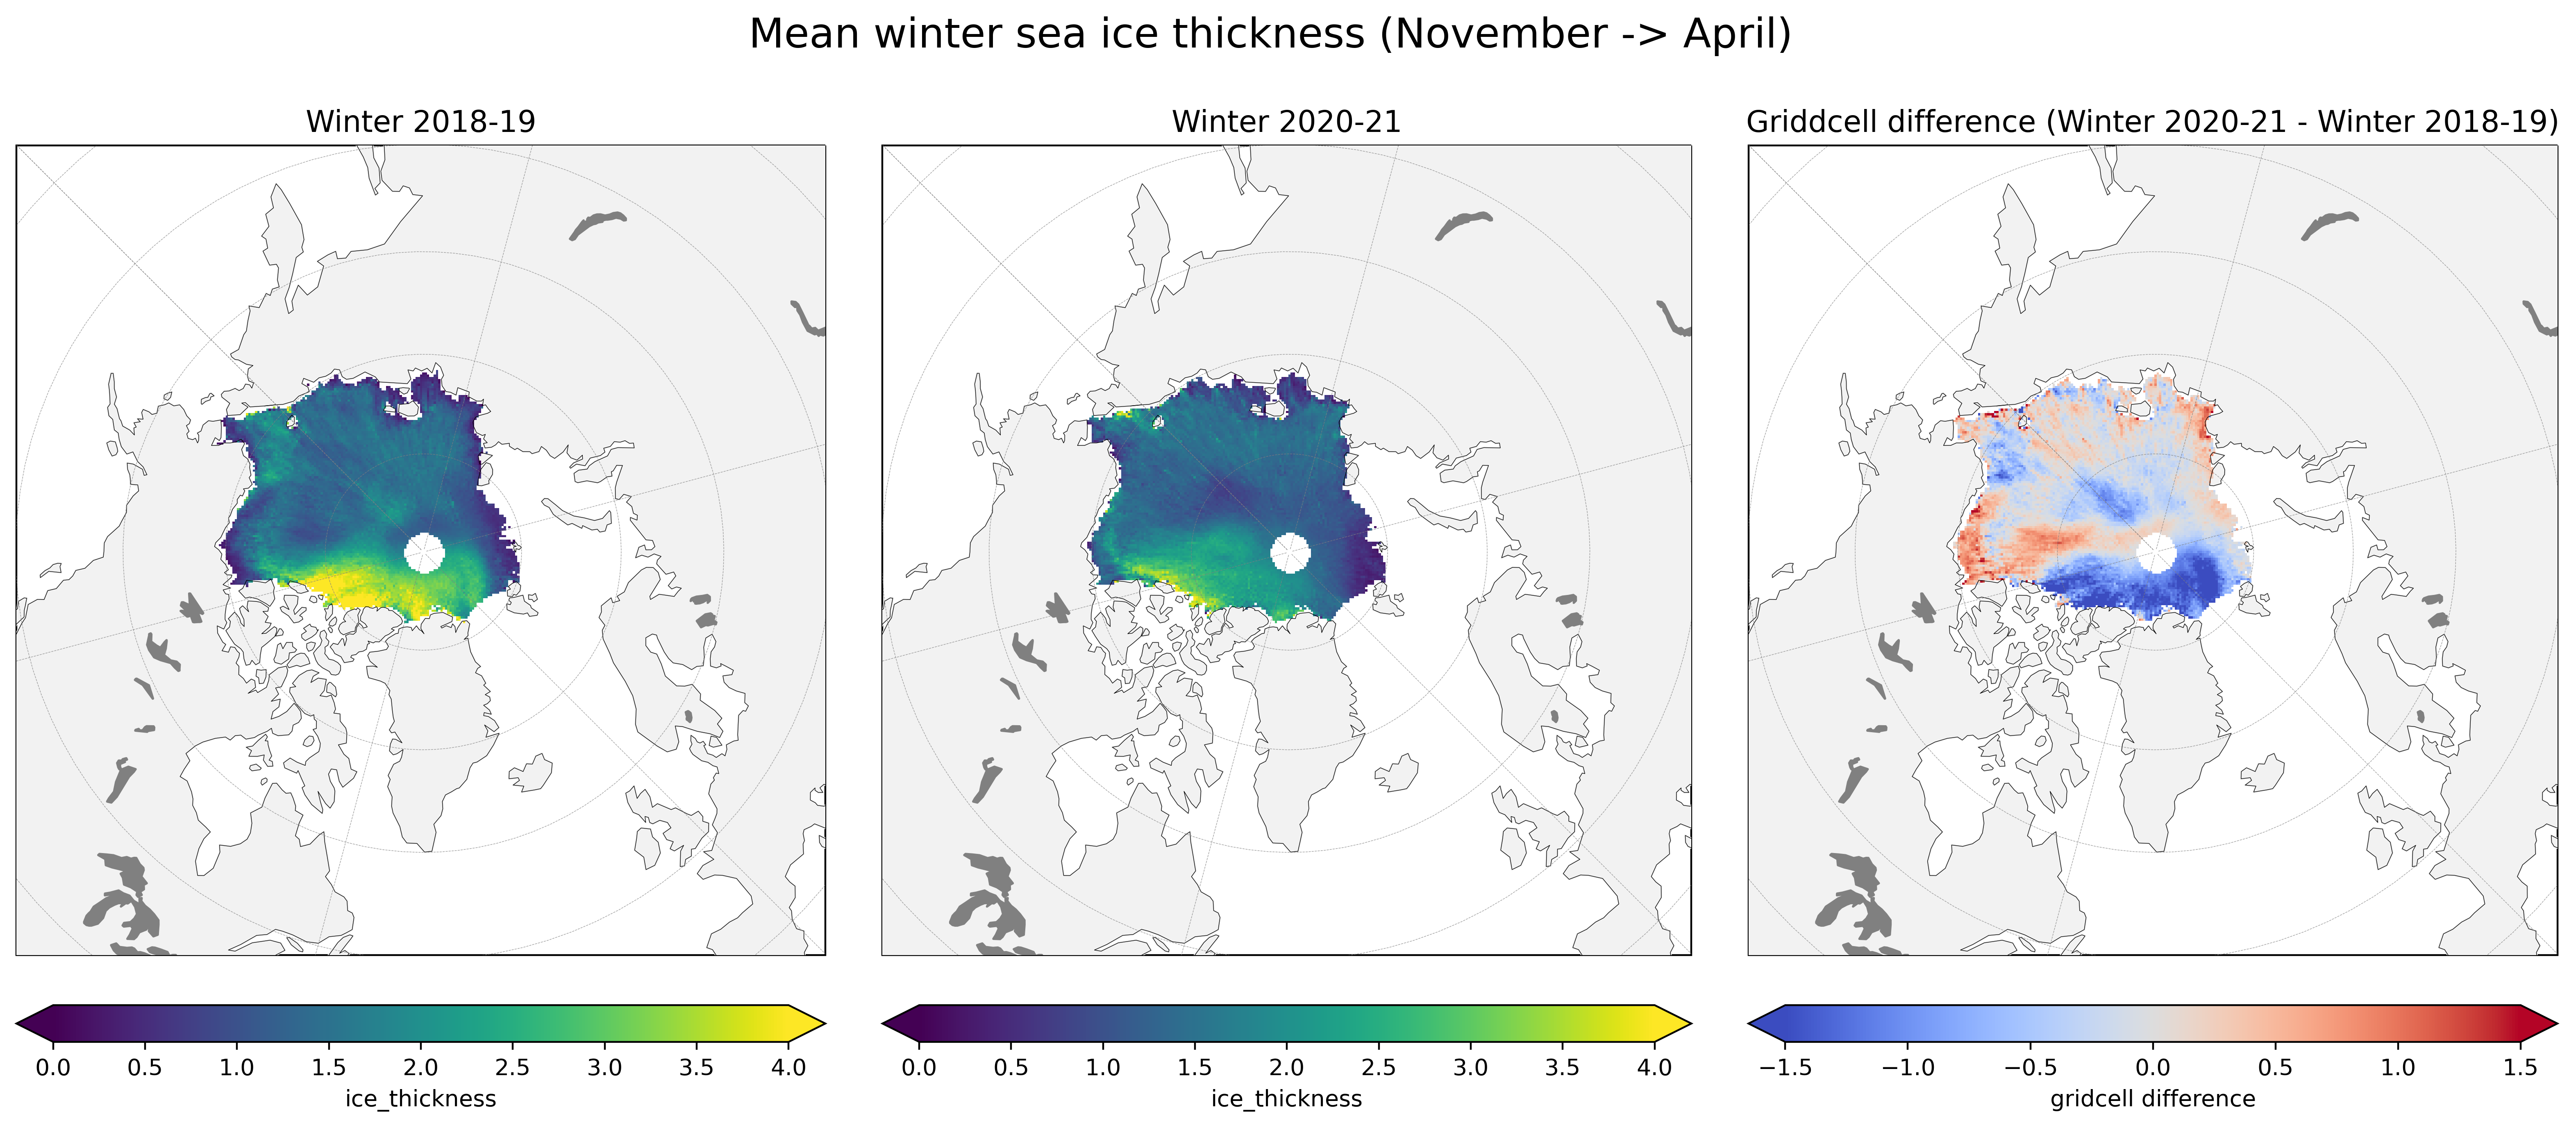 Mean winter sea ice thickness (November -> April)
Winter 2018-19
Winter 2020-21
Griddcell difference (Winter 2020-21 - Winter 2018-19)
0.0 0.5 1.0 1.5 2.0 2.5 3.0 3.5 4.0
ice_thickness
0.0 0.5 1.0 1.5 2.0 2.5 3.0 3.5 4.0
ice_thickness
−1.5 −1.0 −0.5 0.0 0.5 1.0 1.5
gridcell difference